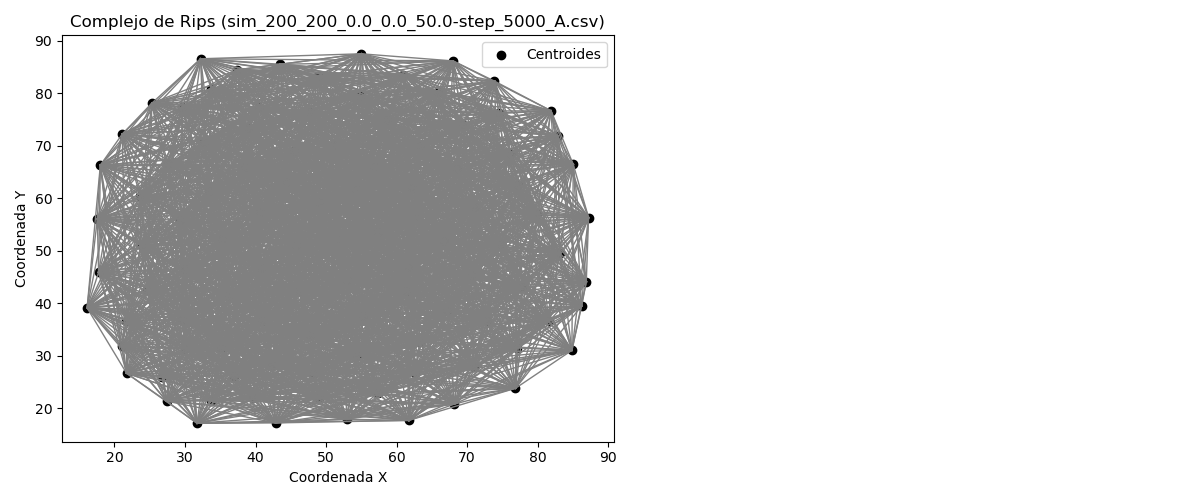 Complejo de Rips (sim_200_200_0.0_0.0_50.0-step_5000_A.csv)
Centroides
90
80
70
60
50
40
30
20
Coordenada Y
20 30 40 50 60 70 80 90
Coordenada X